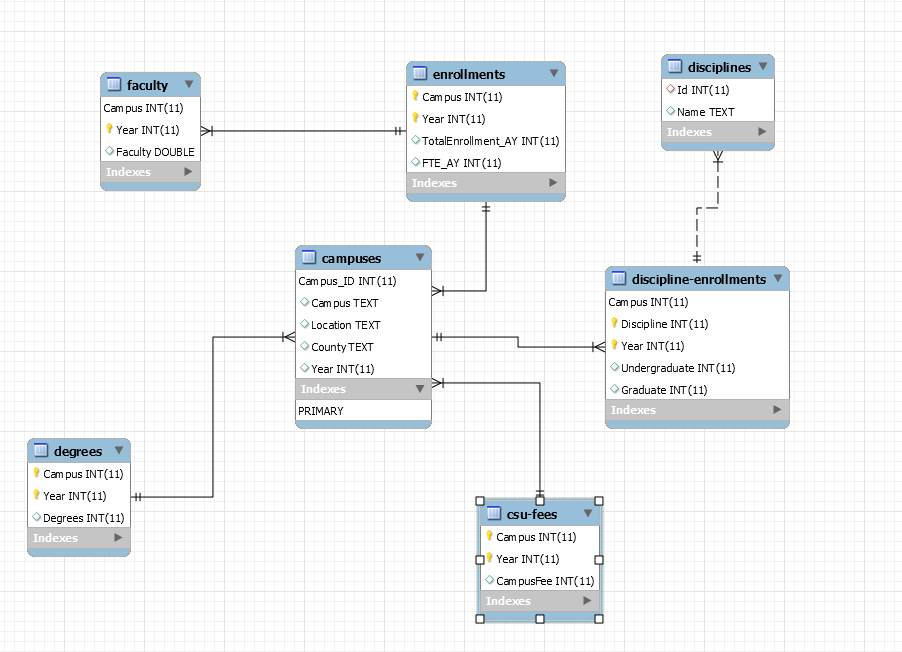 faculty
Campus INT(11)
Year INT(11)
Faculty DOUBLE
Indexes
enrollments
Campus INT(11)
Year INT(11)
TotalEnrollment_AY INT(11)
FTE_AY INT(11)
Indexes
disciplines
Id INT(11)
Name TEXT
Indexes
campuses
Campus_ID INT(11)
Campus TEXT
Location TEXT
County TEXT
Year INT(11)
Indexes
PRIMARY
discipline-enrollments
Campus INT(11)
Discipline INT(11)
Year INT(11)
Undergraduate INT(11)
Graduate INT(11)
Indexes
degrees
Campus INT(11)
Year INT(11)
Degrees INT(11)
Indexes
csu-fees
Campus INT(11)
Year INT(11)
CampusFee INT(11)
Indexes